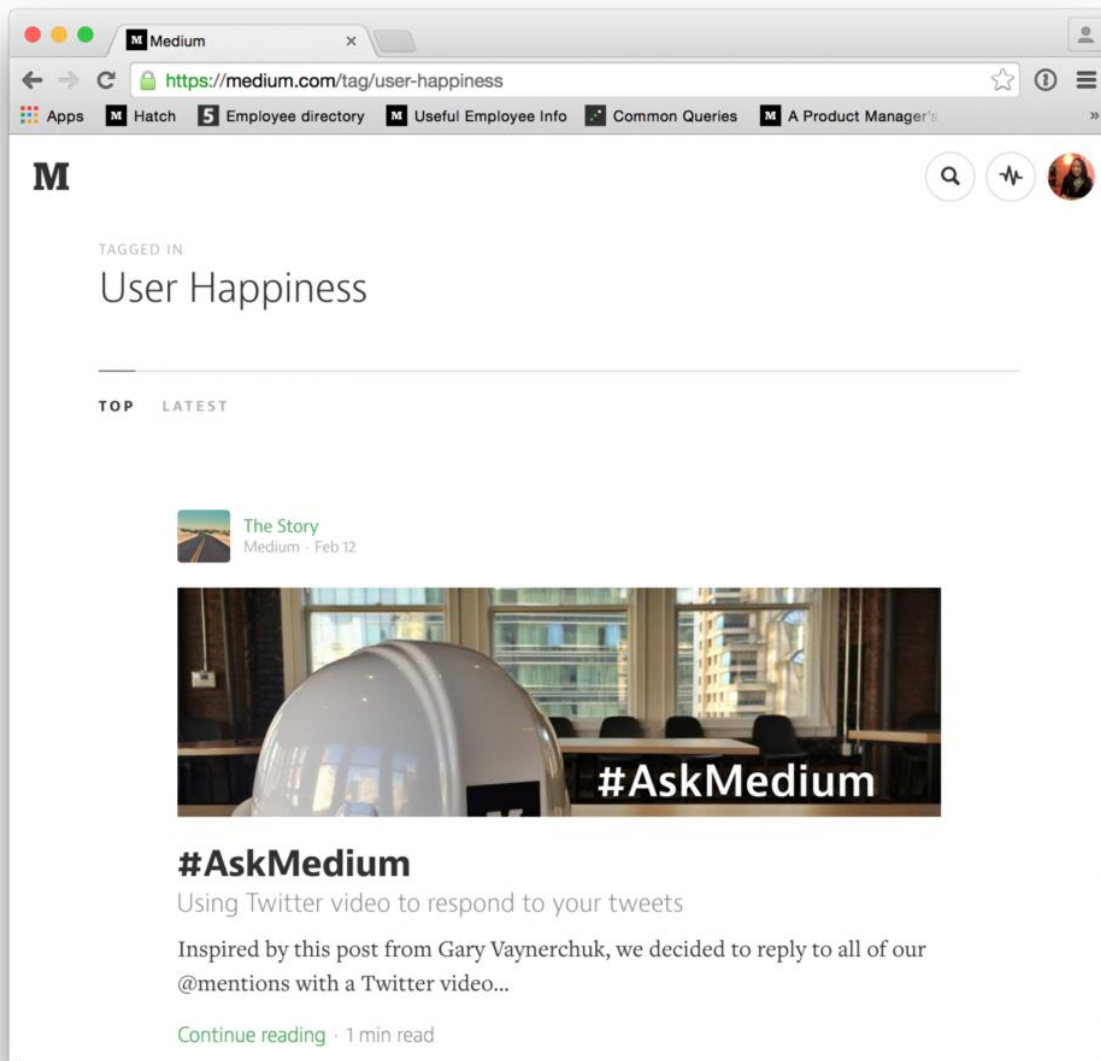 M Medium
https://medium.com/tag/user-happiness
Apps M Hatch 5 Employee directory M Useful Employee Info Common Queries M A Product Manager's »
M
TAGGED IN
User Happiness
TOP LATEST
The Story
Medium · Feb 12
#AskMedium
#AskMedium
Using Twitter video to respond to your tweets
Inspired by this post from Gary Vaynerchuk, we decided to reply to all of our
@mentions with a Twitter video...
Continue reading · 1 min read